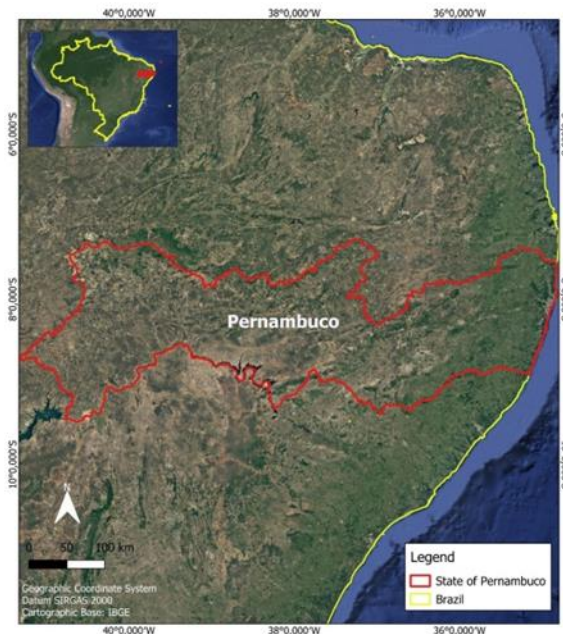 40°0,000'W 38°0,000'W 36°0,000'W
6°0,000'S
8°0,000'S
10°0,000'S
Pernambuco
N
0 50 100 km
Geographic Coordinate System
Datum SIRGAS 2000
Cartographic Base: IBGE
Legend
State of Pernambuco
Brazil
40°0,000'W 38°0,000'W 36°0,000'W